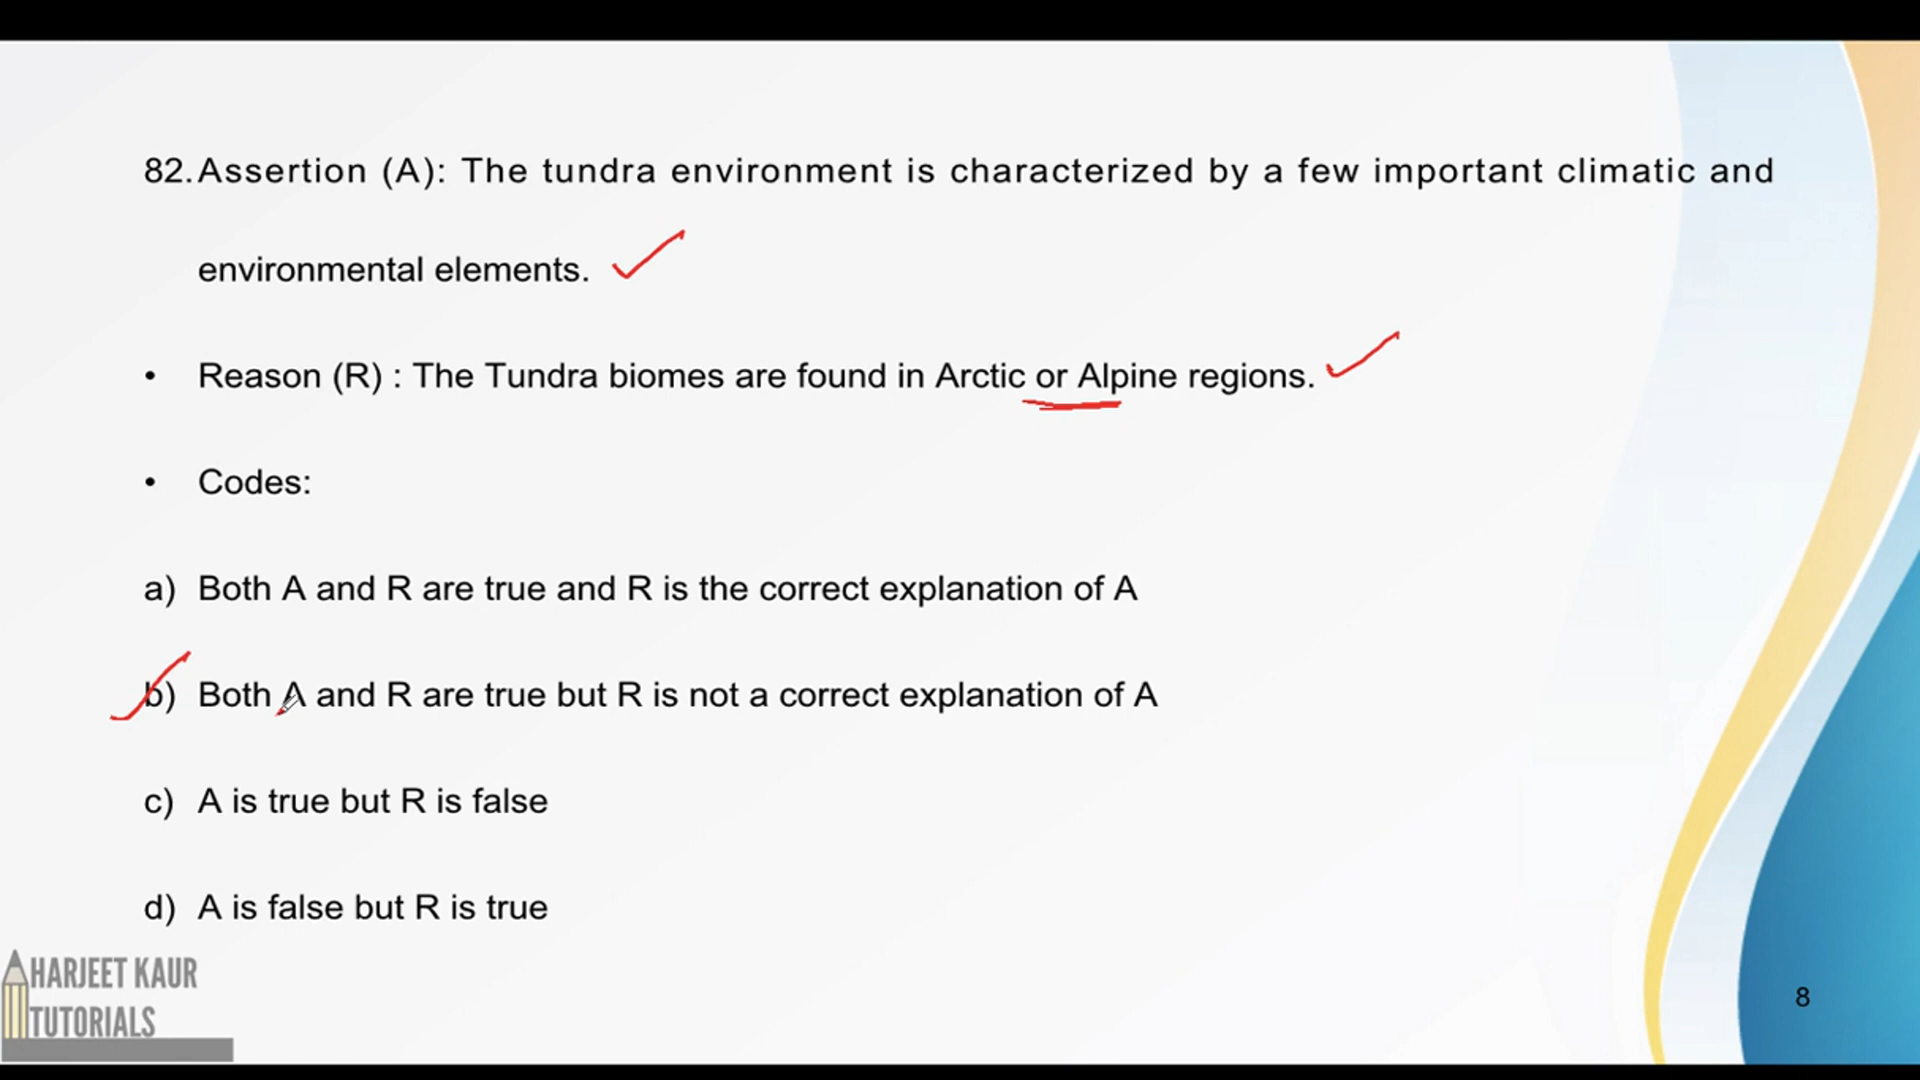 82. Assertion (A): The tundra environment is characterized by a few important climatic and
environmental elements.
• Reason (R) : The Tundra biomes are found in Arctic or Alpine regions.
• Codes:
a) Both A and R are true and R is the correct explanation of A
b) Both A and R are true but R is not a correct explanation of A
c) A is true but R is false
d) A is false but R is true
HARJEET KAUR
TUTORIALS
8